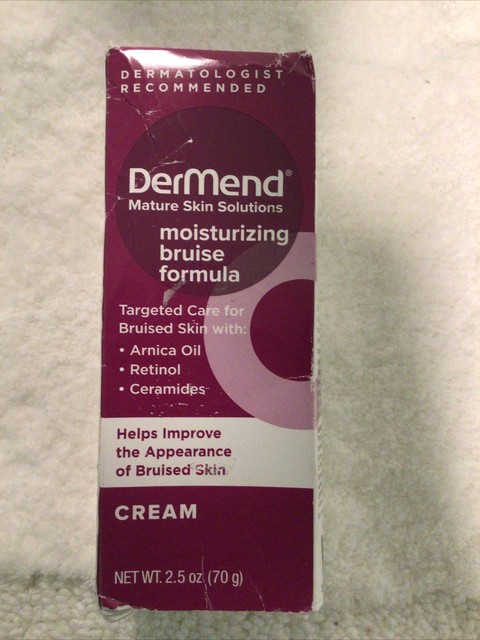 DERMATOLOGIST
RECOMMENDED
DerMend®
Mature Skin Solutions
moisturizing
bruise
formula
Targeted Care for
Bruised Skin with:
• Arnica Oil
• Retinol
• Ceramides
Helps Improve
the Appearance
of Bruised Skin
CREAM
NET WT. 2.5 oz (70 g)